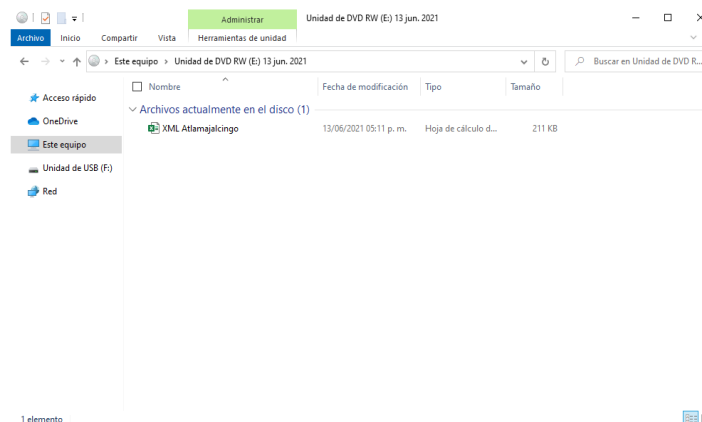 Administrar
Unidad de DVD RW (E:) 13 jun. 2021
Archivo Inicio Compartir Vista Herramientas de unidad
Este equipo Unidad de DVD RW (E:) 13 jun. 2021
Buscar en Unidad de DVD R...
Nombre Fecha de modificación Tipo Tamaño
Acceso rápido
OneDrive
Este equipo
Unidad de USB (F:)
Red
Archivos actualmente en el disco (1)
XML Atlamajalcingo 13/06/2021 05:11 p. m. Hoja de cálculo d... 211 KB
1 elemento